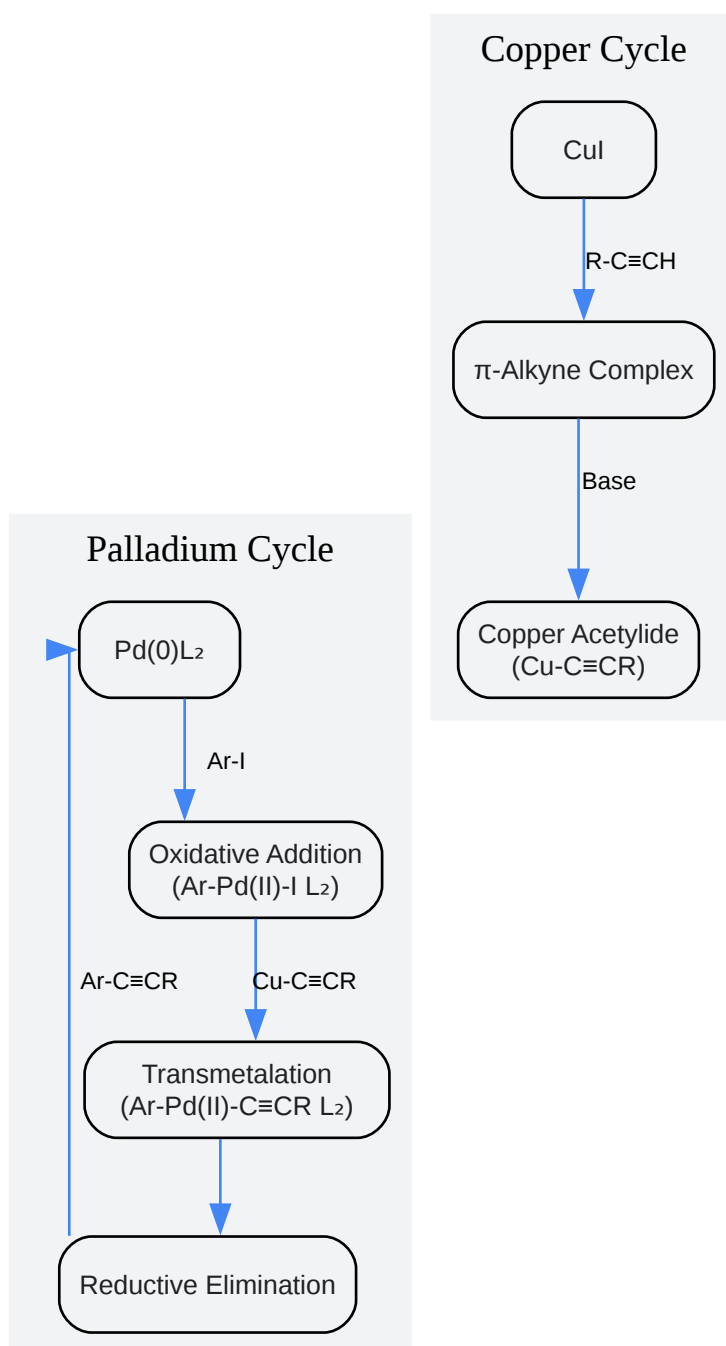 Copper Cycle
CuI
R-C≡CH
π-Alkyne Complex
Base
Copper Acetylide
(Cu-C≡CR)
Palladium Cycle
Pd(0)L₂
Ar-I
Oxidative Addition
(Ar-Pd(II)-I L₂)
Ar-C≡CR
Cu-C≡CR
Transmetalation
(Ar-Pd(II)-C≡CR L₂)
Reductive Elimination